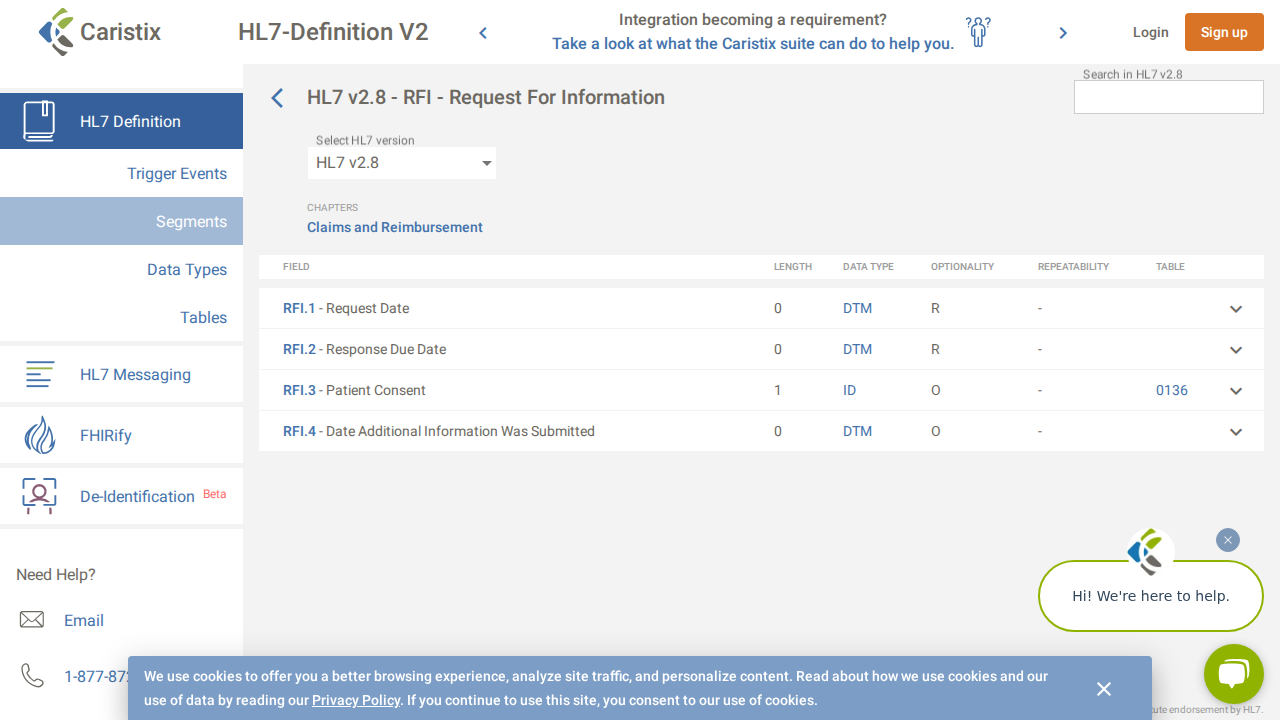 Caristix
HL7-Definition V2
Integration becoming a requirement?
Take a look at what the Caristix suite can do to help you.
Login
Sign up
HL7 Definition
Trigger Events
Segments
Data Types
Tables
HL7 Messaging
FHIRify
De-Identification Beta
Need Help?
Email
1-877-872
HL7 v2.8 - RFI - Request For Information
Search in HL7 v2.8
Select HL7 version
HL7 v2.8
CHAPTERS
Claims and Reimbursement
FIELD LENGTH DATA TYPE OPTIONALITY REPEATABILITY TABLE
RFI.1 - Request Date 0 DTM R -
RFI.2 - Response Due Date 0 DTM R -
RFI.3 - Patient Consent 1 ID O - 0136
RFI.4 - Date Additional Information Was Submitted 0 DTM O -
Hi! We're here to help.
We use cookies to offer you a better browsing experience, analyze site traffic, and personalize content. Read about how we use cookies and our
use of data by reading our Privacy Policy. If you continue to use this site, you consent to our use of cookies.
endorsement by HL7.